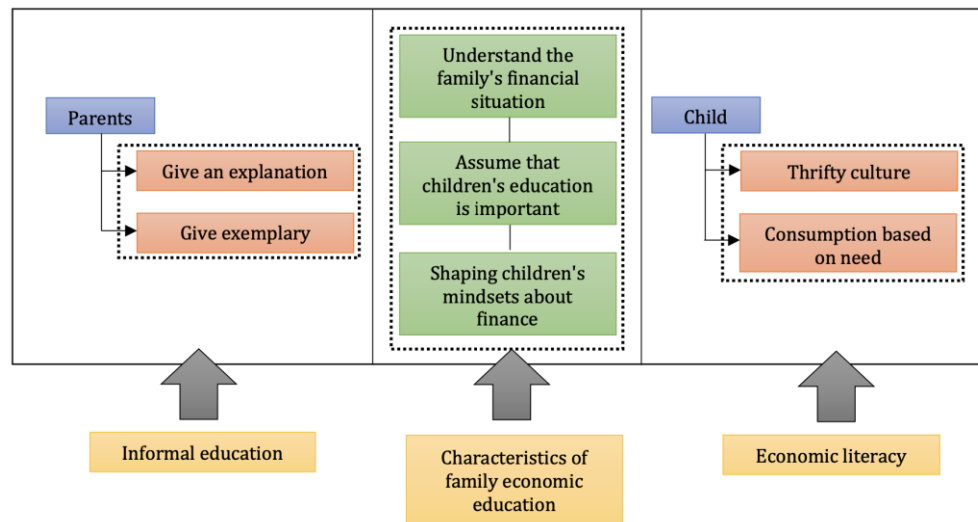 Parents
Give an explanation
Give exemplary
Understand the
family's financial
situation
Assume that
children's education
is important
Shaping children's
mindsets about
finance
Child
Thrifty culture
Consumption based
on need
Informal education
Characteristics of
family economic
education
Economic literacy